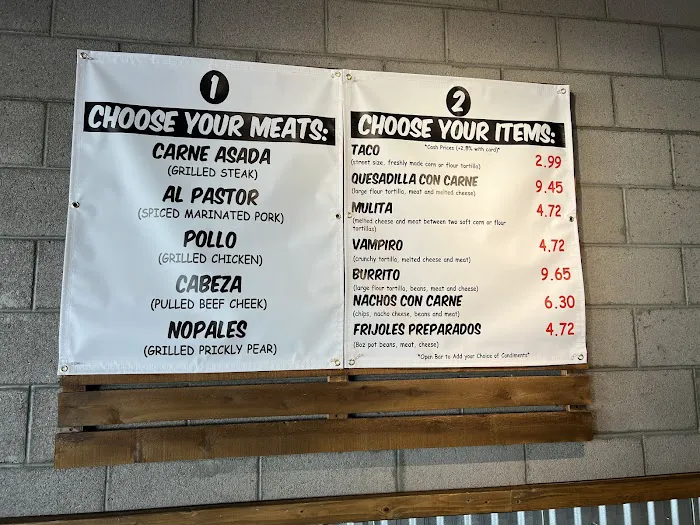 1
CHOOSE YOUR MEATS:
CARNE ASADA
(GRILLED STEAK)
AL PASTOR
(SPICED MARINATED PORK)
POLLO
(GRILLED CHICKEN)
CABEZA
(PULLED BEEF CHEEK)
NOPALES
(GRILLED PRICKLY PEAR)
2
CHOOSE YOUR ITEMS:
*Cash Prices (+2.8% with card)*
TACO 2.99
(street size, freshly made corn or flour tortilla)
QUESADILLA CON CARNE 9.45
(large flour tortilla, meat and melted cheese)
MULITA 4.72
(melted cheese and meat between two soft corn or flour
tortillas)
VAMPIRO 4.72
(crunchy tortilla, melted cheese and meat)
BURRITO 9.65
(large flour tortilla, beans, meat and cheese)
NACHOS CON CARNE 6.30
(chips, nacho cheese, beans and meat)
FRIJOLES PREPARADOS 4.72
(8oz pot beans, meat, cheese)
*Open Bar to Add your Choice of Condiments*